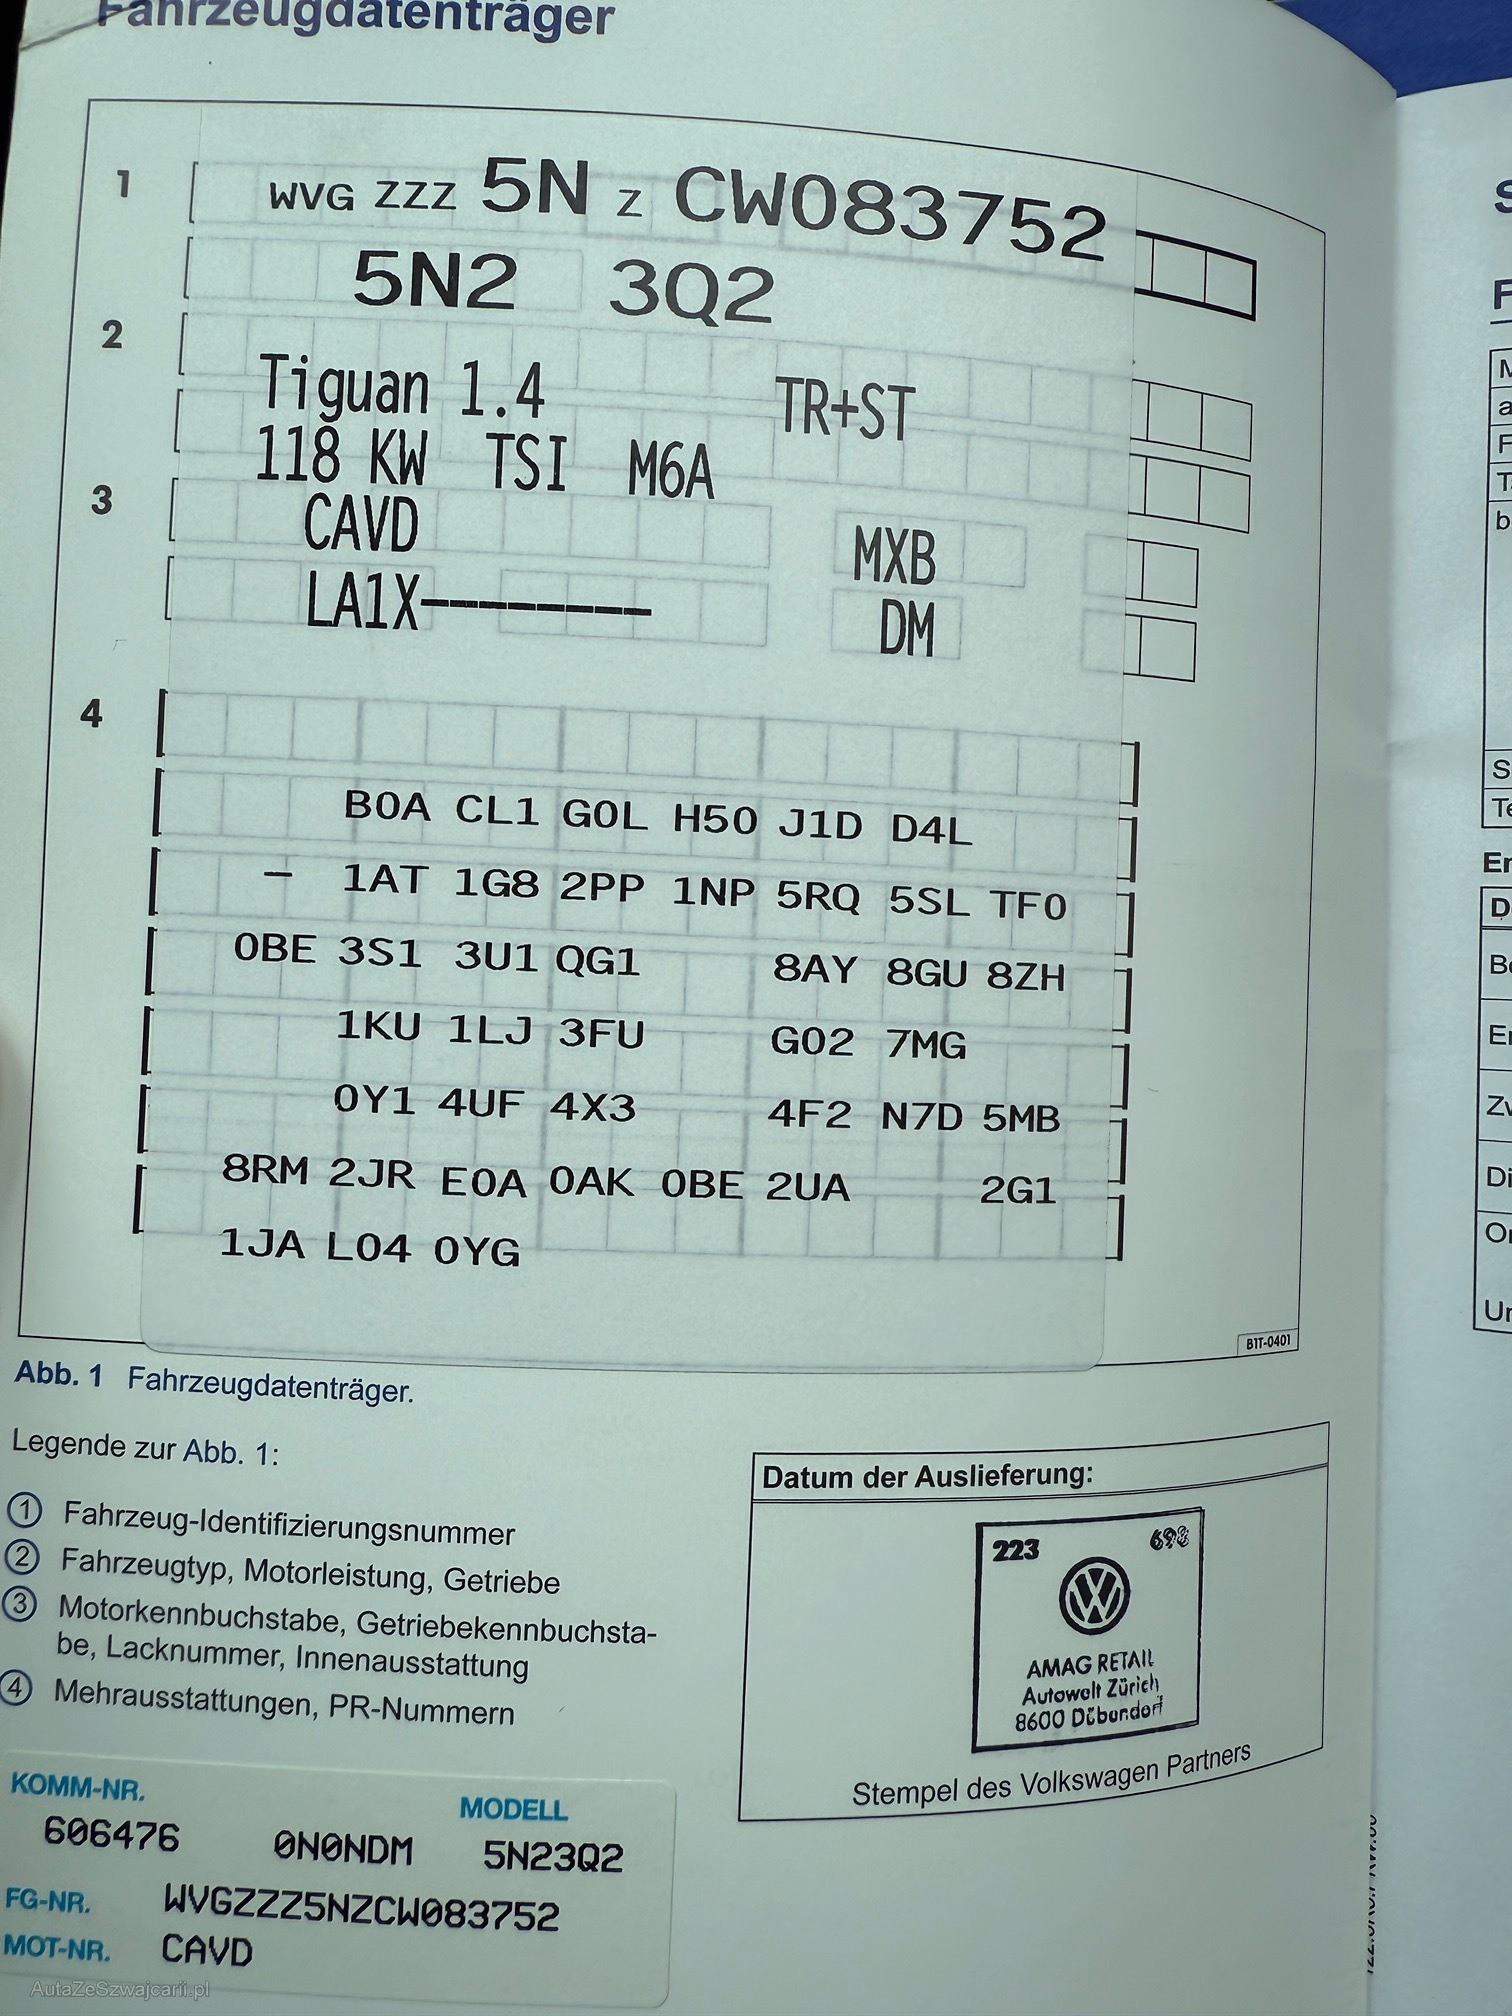 Fahrzeugdatenträger
1 WVG ZZZ 5N Z CW083752
5N2 3Q2
2
Tiguan 1.4 TR+ST
118 KW TSI M6A
3 CAVD MXB
LA1X-------- DM
4
B0A CL1 G0L H50 J1D D4L
- 1AT 1G8 2PP 1NP 5RQ 5SL TF0
0BE 3S1 3U1 QG1 8AY 8GU 8ZH
1KU 1LJ 3FU G02 7MG
0Y1 4UF 4X3 4F2 N7D 5MB
8RM 2JR E0A 0AK 0BE 2UA 2G1
1JA L04 0YG
B1T-0401
Abb. 1 Fahrzeugdatenträger.
Legende zur Abb. 1:
1 Fahrzeug-Identifizierungsnummer
2 Fahrzeugtyp, Motorleistung, Getriebe
3 Motorkennbuchstabe, Getriebekennbuchsta-
be, Lacknummer, Innenausstattung
4 Mehrausstattungen, PR-Nummern
Datum der Auslieferung:
223 698
AMAG RETAIL
Autowelt Zürich
8600 Dübendorf
Stempel des Volkswagen Partners
KOMM-NR. MODELL
606476 0N0NDM 5N23Q2
FG-NR. WVGZZZ5NZCW083752
MOT-NR. CAVD
AutaZeSzwajcarii.pl